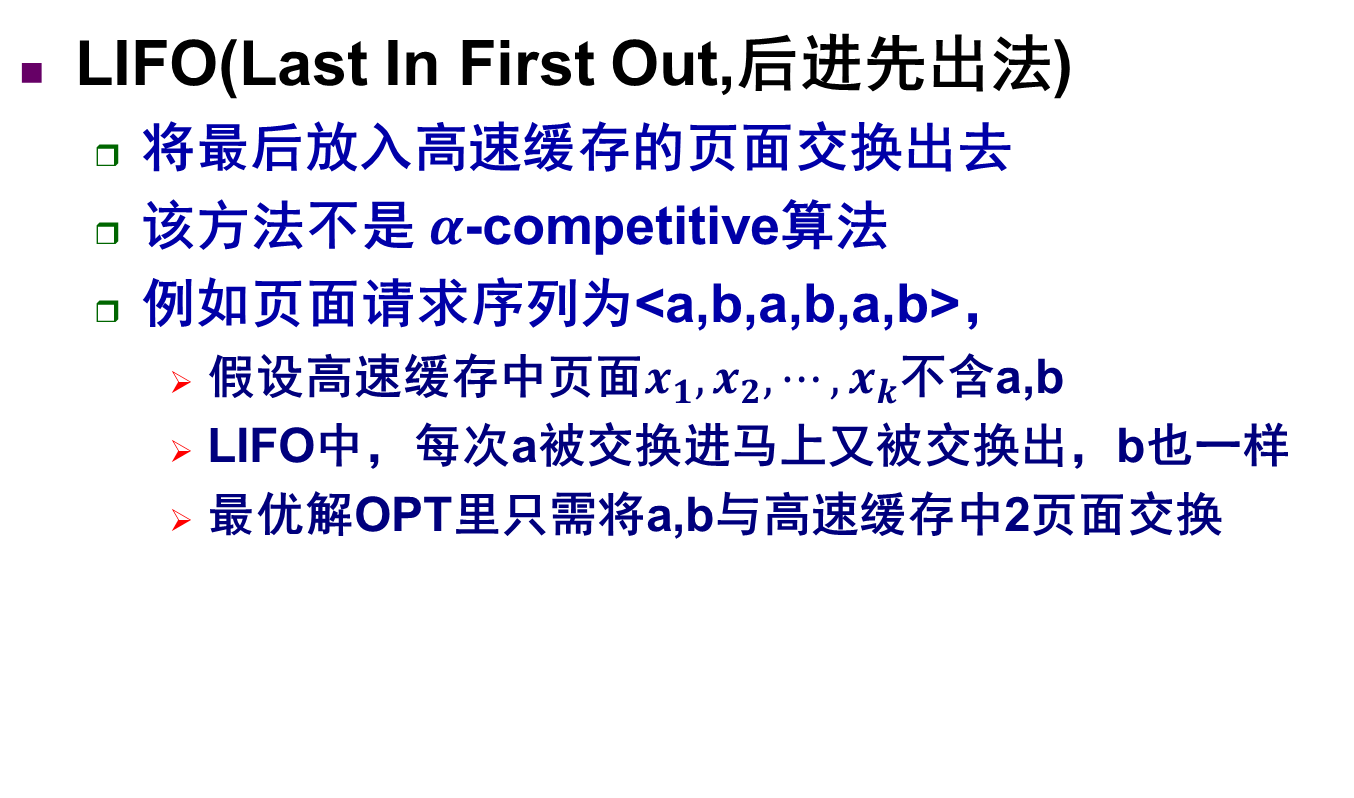 LIFO(Last In First Out,后进先出法)
将最后放入高速缓存的页面交换出去
该方法不是 α-competitive算法
例如页面请求序列为<a,b,a,b,a,b>，
假设高速缓存中页面x₁, x₂, ⋯ , xₖ不含a,b
LIFO中，每次a被交换进马上又被交换出，b也一样
最优解OPT里只需将a,b与高速缓存中2页面交换